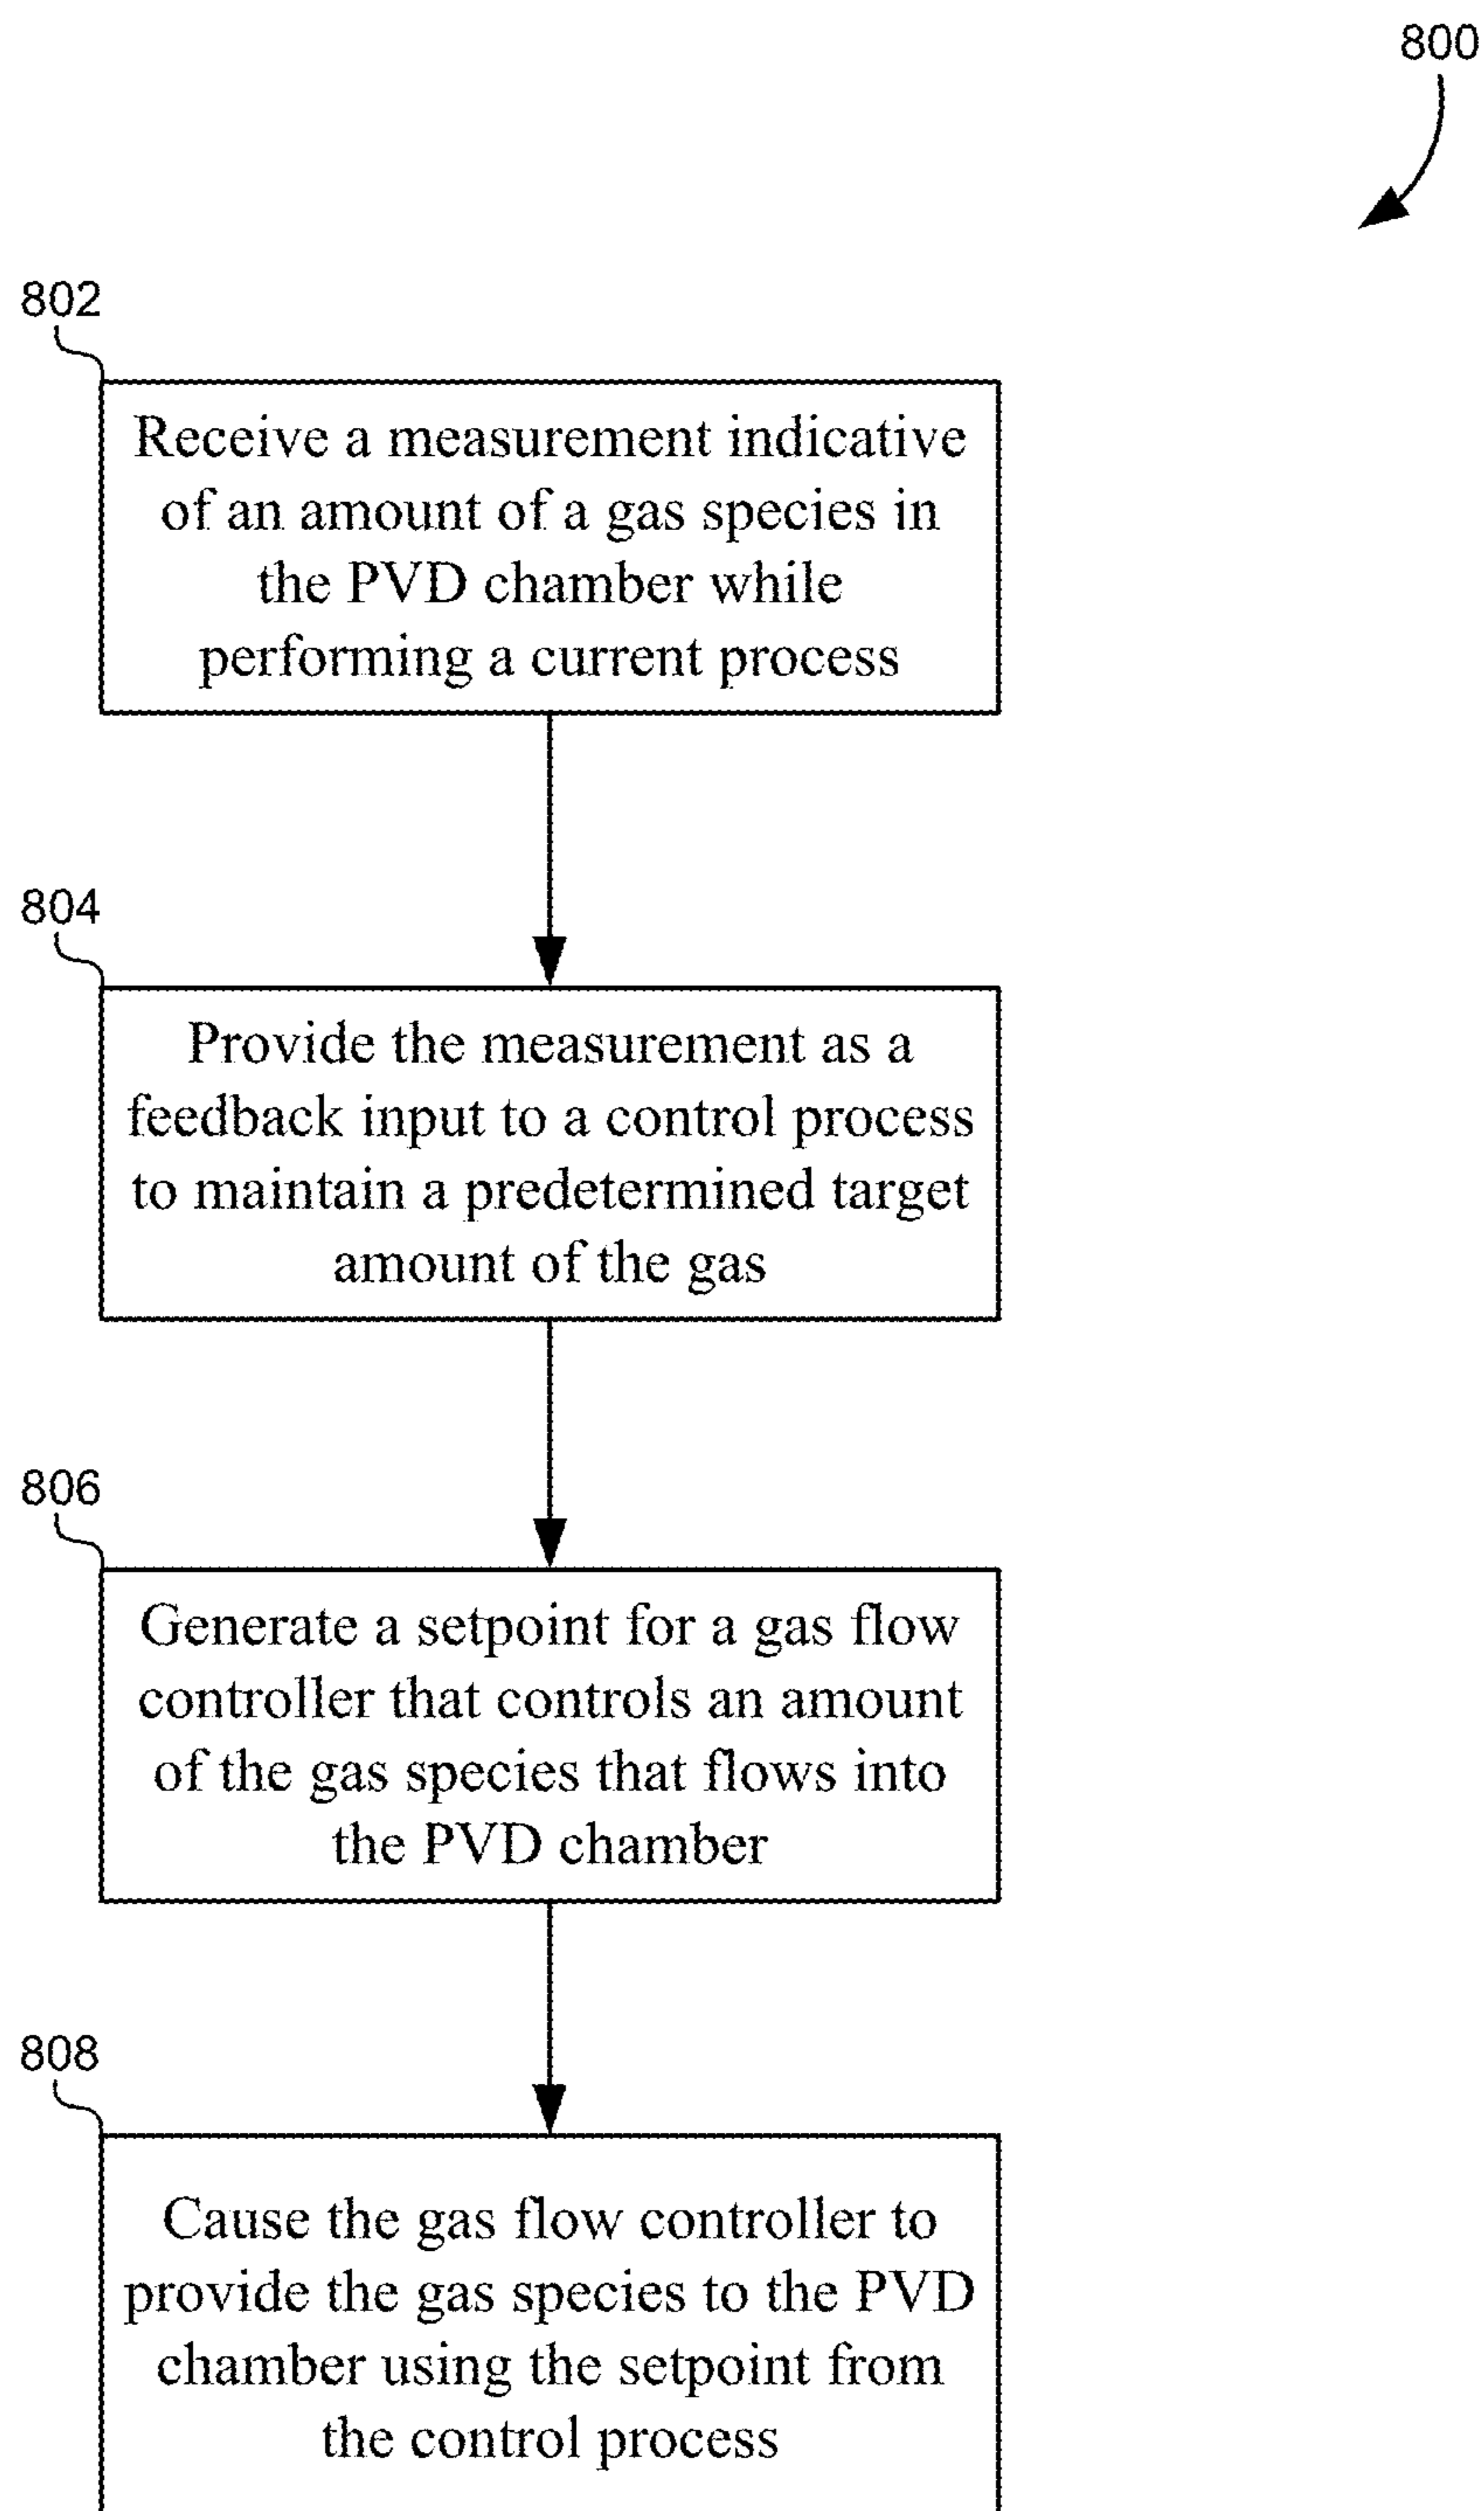 800
802
Receive a measurement indicative
of an amount of a gas species in
the PVD chamber while
performing a current process
804
Provide the measurement as a
feedback input to a control process
to maintain a predetermined target
amount of the gas
806
Generate a setpoint for a gas flow
controller that controls an amount
of the gas species that flows into
the PVD chamber
808
Cause the gas flow controller to
provide the gas species to the PVD
chamber using the setpoint from
the control process